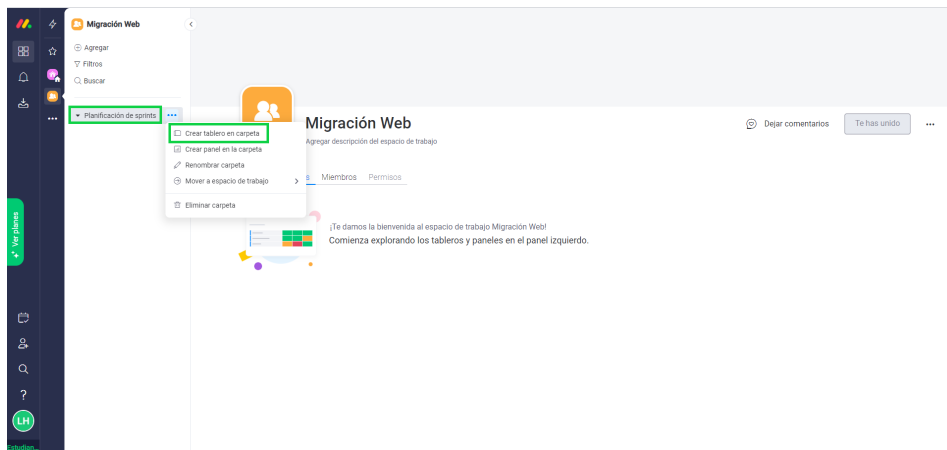 Migración Web
Agregar
Filtros
Buscar
Planificación de sprints
Crear tablero en carpeta
Crear panel en la carpeta
Renombrar carpeta
Mover a espacio de trabajo
Eliminar carpeta
Migración Web
Agregar descripción del espacio de trabajo
Dejar comentarios
Te has unido
Miembros Permisos
¡Te damos la bienvenida al espacio de trabajo Migración Web!
Comienza explorando los tableros y paneles en el panel izquierdo.
Ver planes
LH
Estudian...